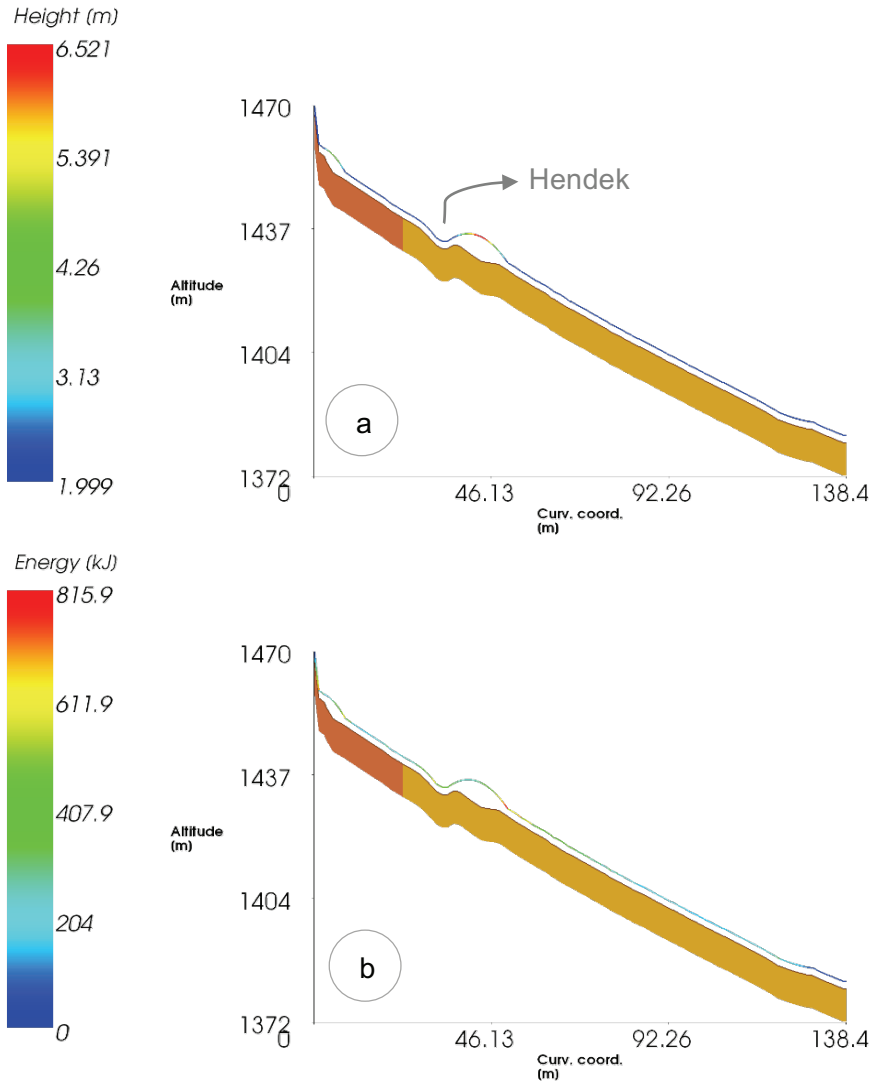 Height (m)
6.521
5.391
4.26
3.13
1.999
1470
1437
1404
1372
Altitude
(m)
Hendek
a
0
46.13
92.26
138.4
Curv. coord.
(m)
Energy (kJ)
815.9
611.9
407.9
204
0
1470
1437
1404
1372
Altitude
(m)
b
0
46.13
92.26
138.4
Curv. coord.
(m)